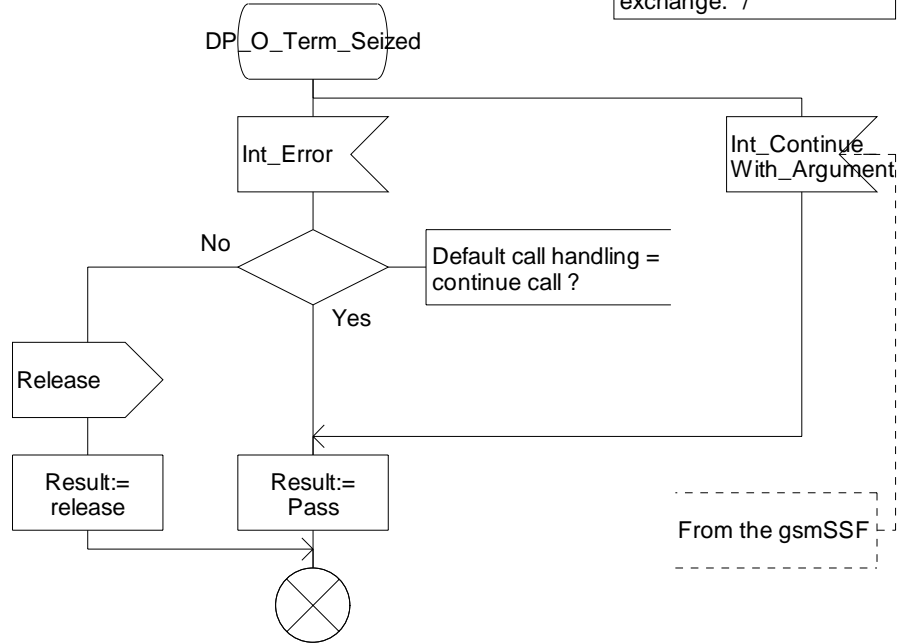 exchange. */
DP_O_Term_Seized
Int_Error
Int_Continue_
With_Argument
No
Default call handling =
continue call ?
Yes
Release
Result:=
release
Result:=
Pass
From the gsmSSF